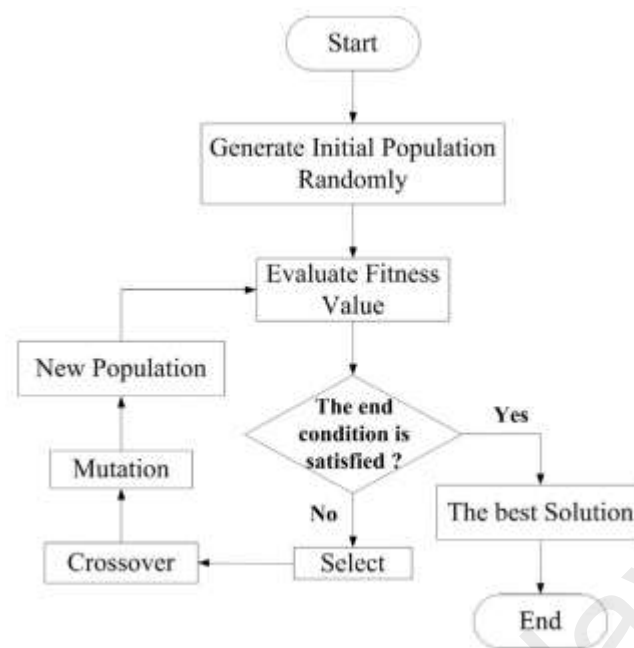 Start
Generate Initial Population
Randomly
Evaluate Fitness
Value
New Population
The end
condition is
satisfied ?
Yes
Mutation
The best Solution
No
Crossover
Select
End